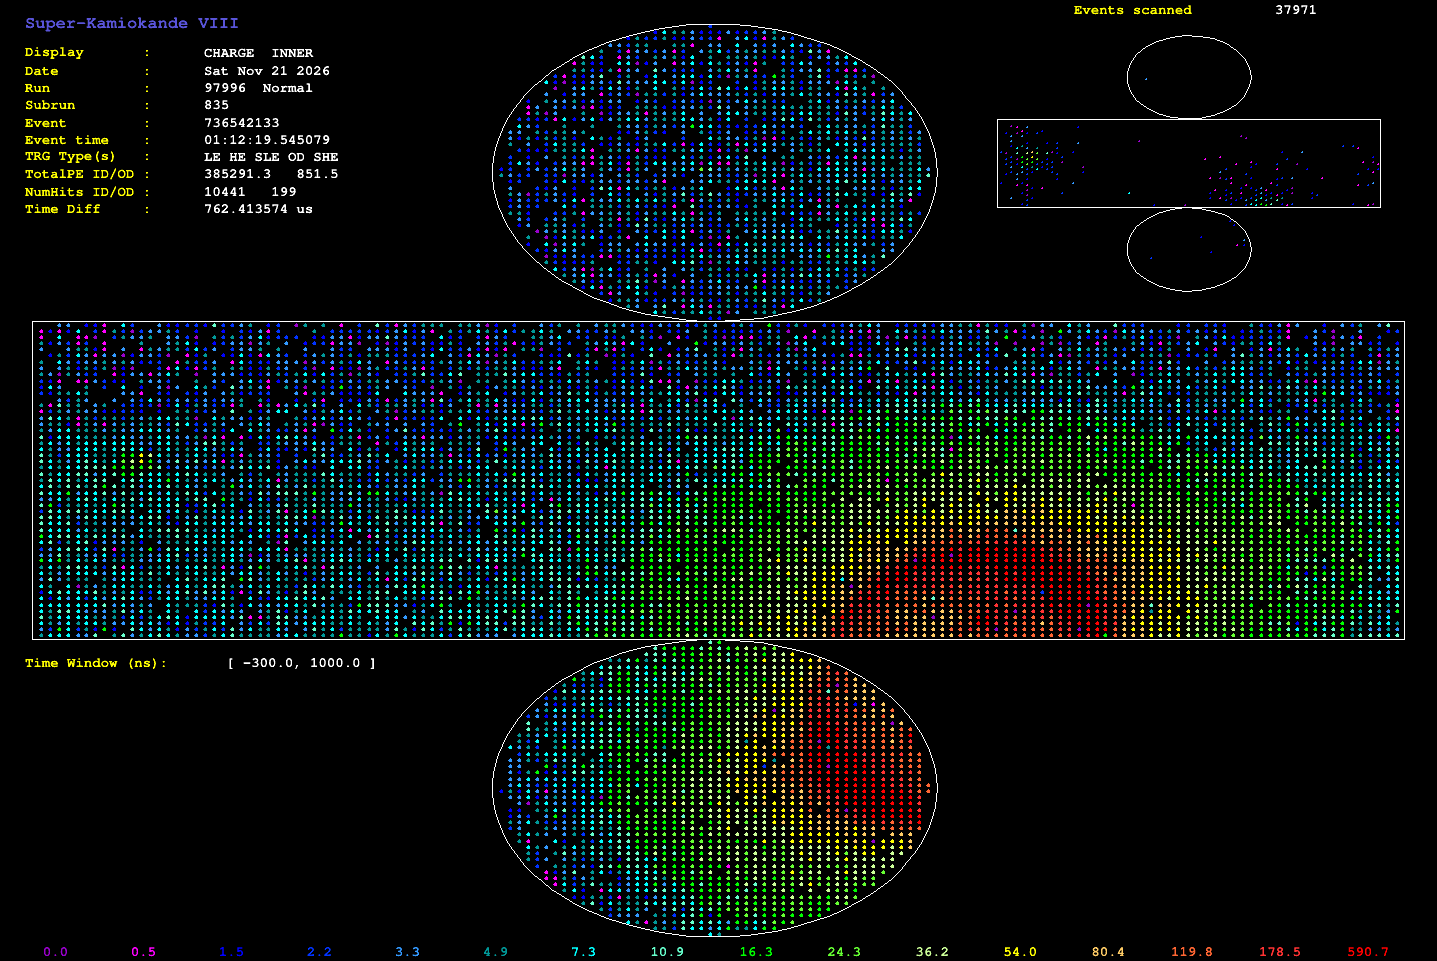 Super-Kamiokande VIII
Events scanned 37971
Display : CHARGE INNER
Date : Sat Nov 21 2026
Run : 97996 Normal
Subrun : 835
Event : 736542133
Event time : 01:12:19.545079
TRG Type(s) : LE HE SLE OD SHE
TotalPE ID/OD : 385291.3 851.5
NumHits ID/OD : 10441 199
Time Diff : 762.413574 us
Time Window (ns): [ -300.0, 1000.0 ]
0.0 0.5 1.5 2.2 3.3 4.9 7.3 10.9 16.3 24.3 36.2 54.0 80.4 119.8 178.5 590.7